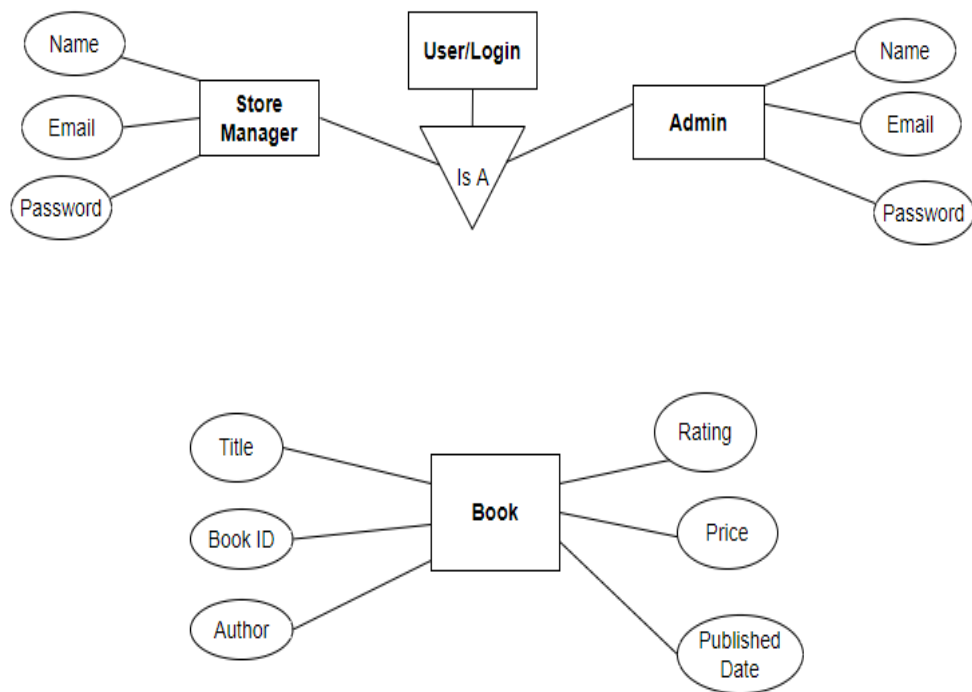 Name
User/Login
Name
Store
Manager
Admin
Email
Email
Is A
Password
Password
Title
Rating
Book
Book ID
Price
Author
Published
Date